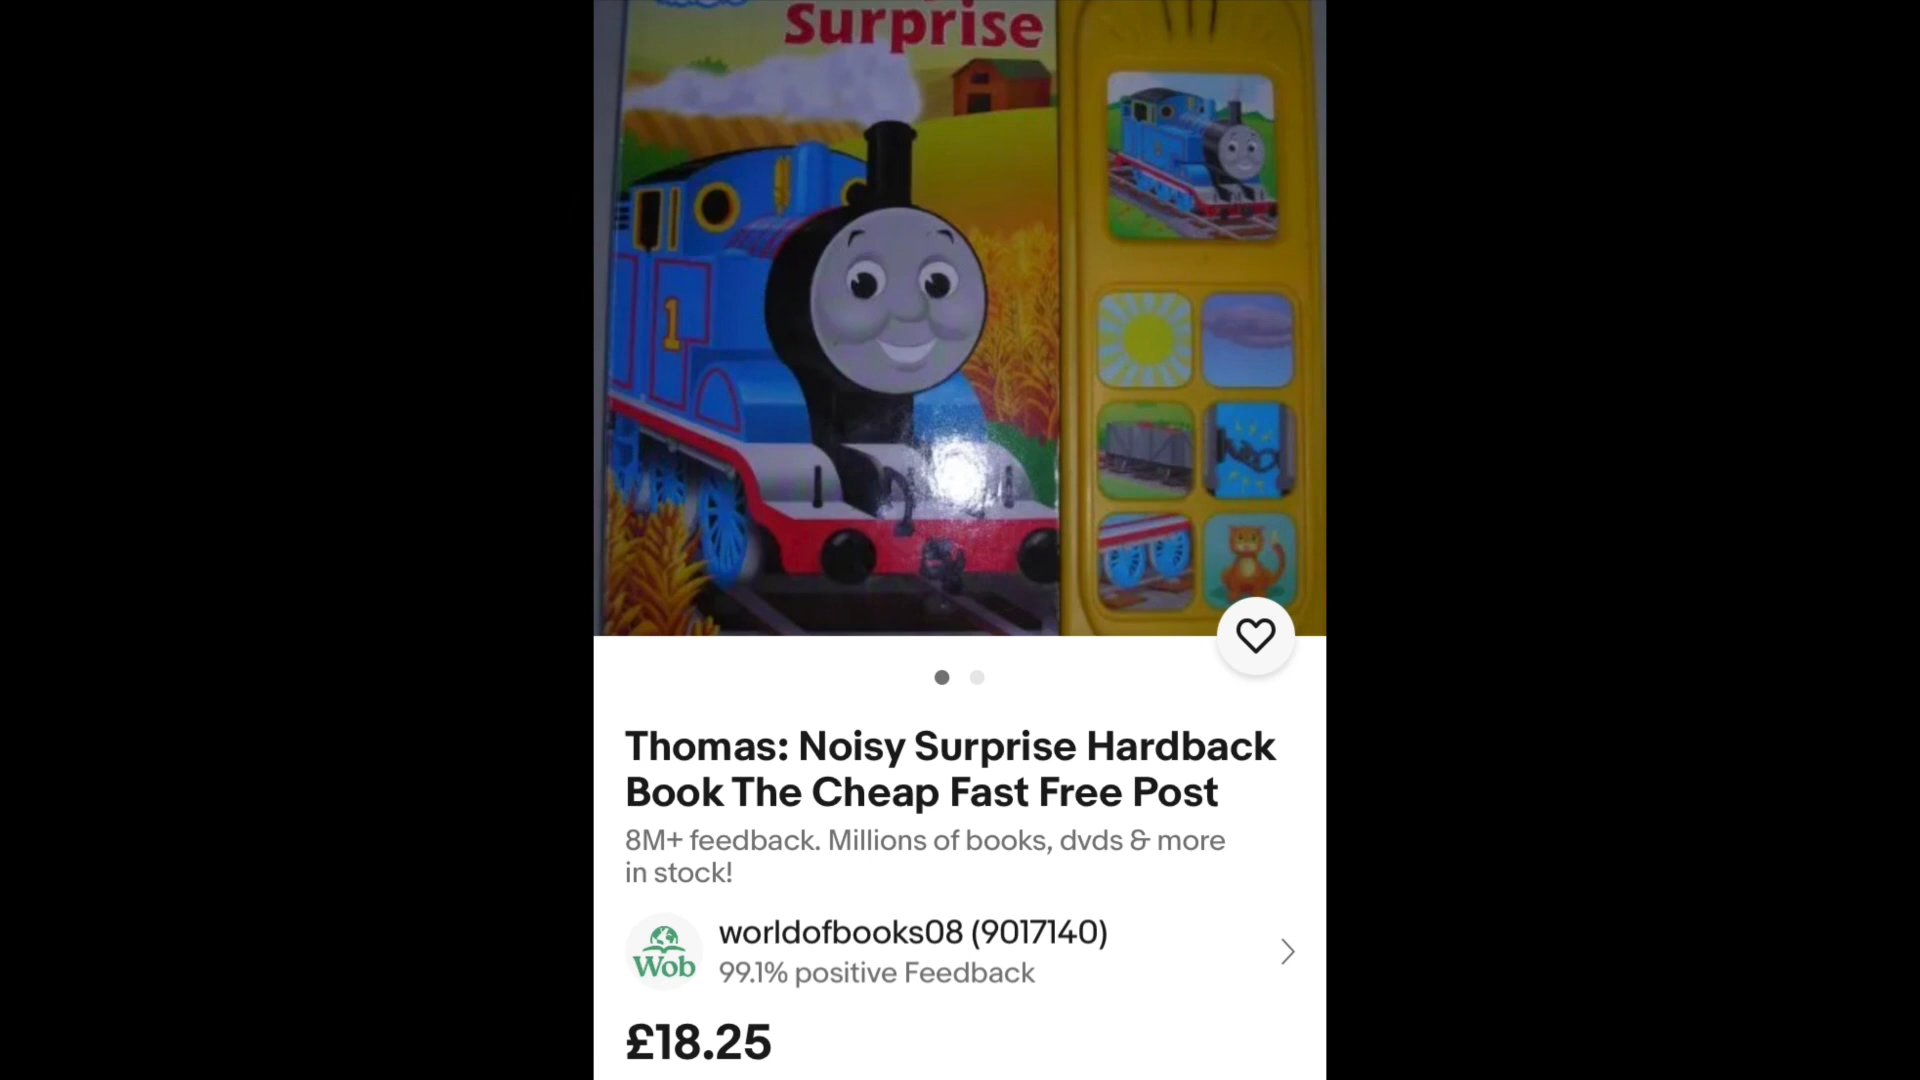 Surprise
1
Thomas: Noisy Surprise Hardback
Book The Cheap Fast Free Post
8M+ feedback. Millions of books, dvds & more
in stock!
Wob
worldofbooks08 (9017140)
99.1% positive Feedback
£18.25